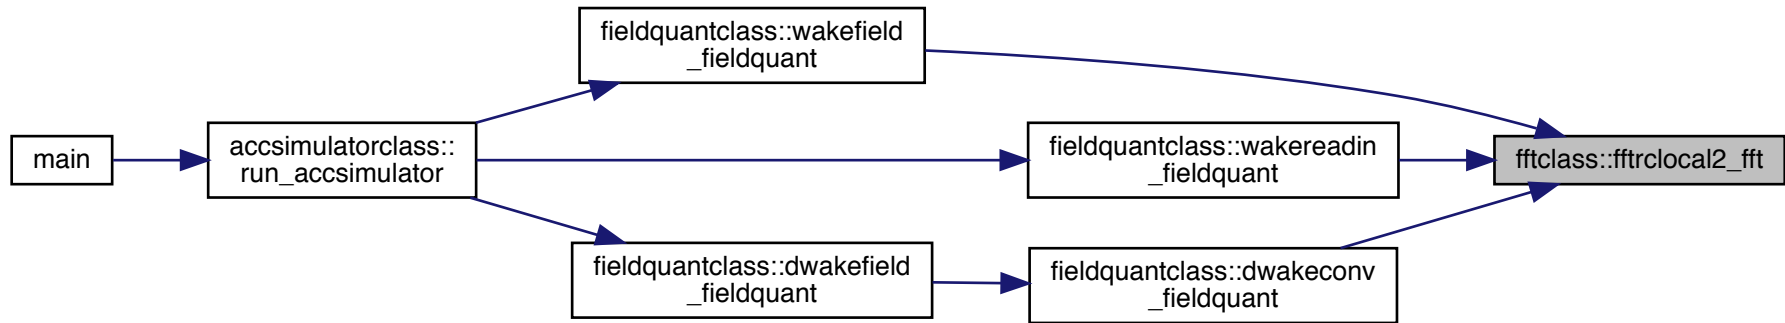 fieldquantclass::wakefield
_fieldquant
main
accsimulatorclass::
run_accsimulator
fieldquantclass::wakereadin
_fieldquant
fftclass::fftrclocal2_fft
fieldquantclass::dwakefield
_fieldquant
fieldquantclass::dwakeconv
_fieldquant